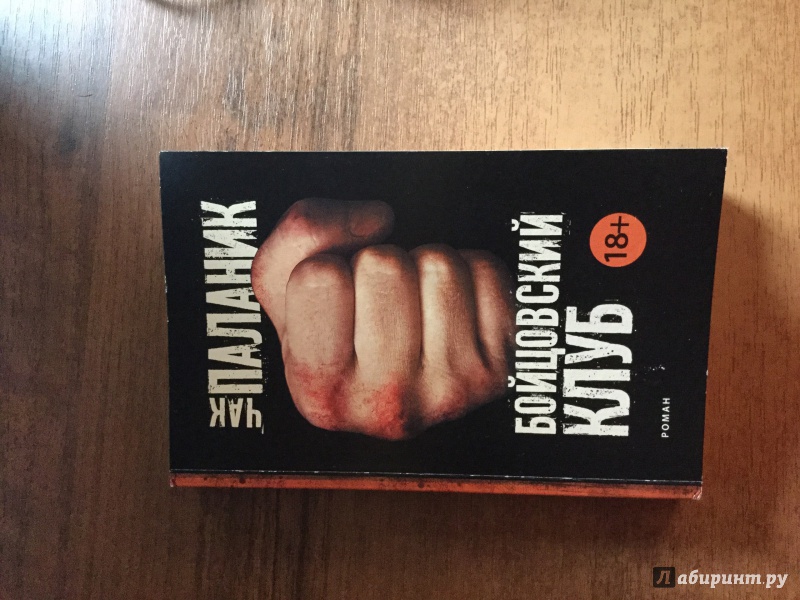 ЧАК
ПАЛАНИК
БОЙЦОВСКИЙ
КЛУБ
18+
РОМАН
Лабиринт.ру